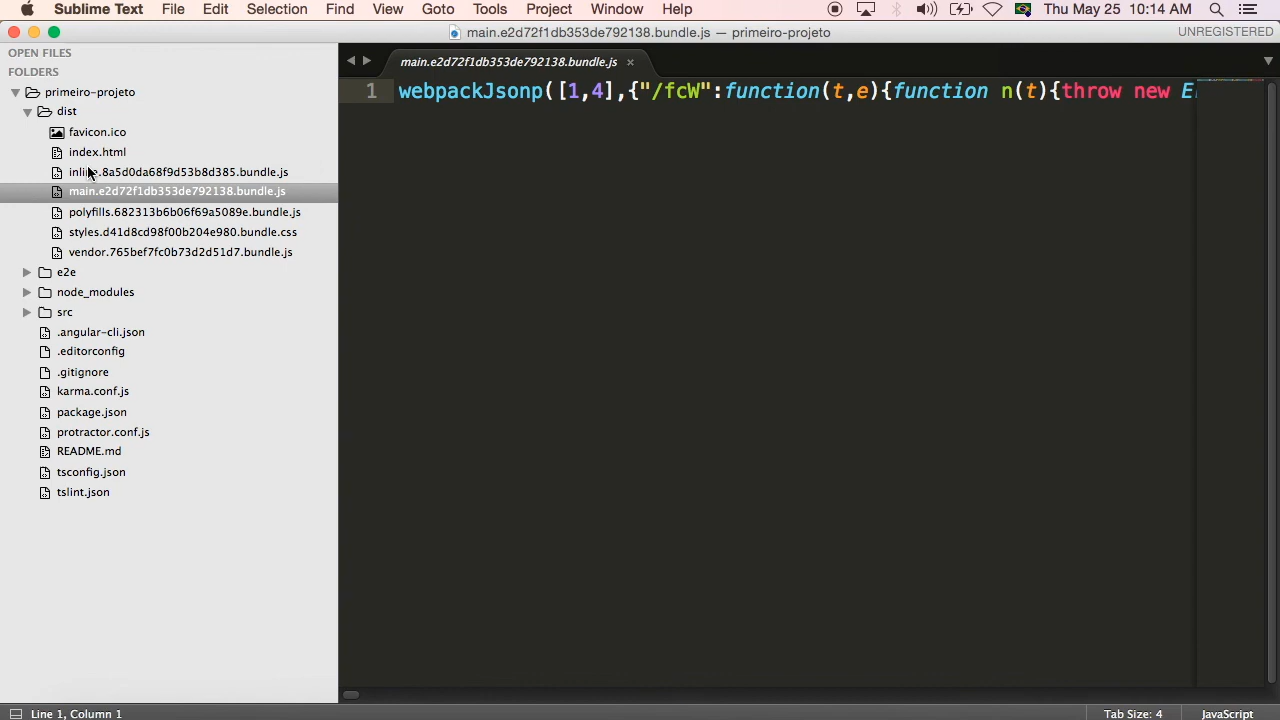 Sublime Text File Edit Selection Find View Goto Tools Project Window Help Thu May 25 10:14 AM
main.e2d72f1db353de792138.bundle.js — primeiro-projeto UNREGISTERED
OPEN FILES
FOLDERS
primeiro-projeto
dist
favicon.ico
index.html
.8a5d0da68f9d53b8d385.bundle.js
main.e2d72f1db353de792138.bundle.js
polyfills.682313b6b06f69a5089e.bundle.js
styles.d41d8cd98f00b204e980.bundle.css
vendor.765bef7fc0b73d2d51d7.bundle.js
e2e
node_modules
src
.angular-cli.json
.editorconfig
.gitignore
karma.conf.js
package.json
protractor.conf.js
README.md
tsconfig.json
tslint.json
main.e2d72f1db353de792138.bundle.js ×
1 webpackJsonp([1,4],{"/fcW":function(t,e){function n(t){throw new E
Line 1, Column 1 Tab Size: 4 JavaScript